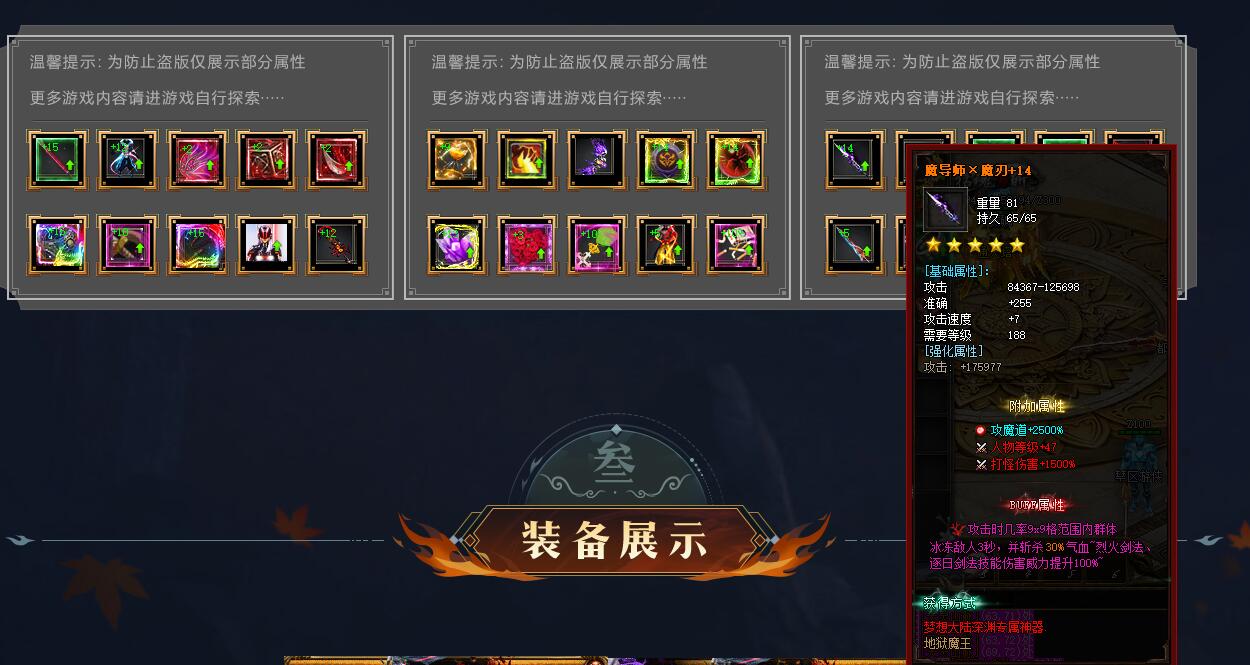 温馨提示: 为防止盗版仅展示部分属性
更多游戏内容请进游戏自行探索·····
+15
+12
+2
+2
+2
+12
温馨提示: 为防止盗版仅展示部分属性
更多游戏内容请进游戏自行探索·····
+3
+10
温馨提示: 为防止盗版仅展示部分属性
更多游戏内容请进游戏自行探索·····
魔导师×魔刃+14
重量 81
持久 65/65
[基础属性]:
攻击 84367-125698
准确 +255
攻击速度 +7
需要等级 188
[强化属性]
攻击: +175977
附加属性
攻魔道+2500%
人物等级+47
打怪伤害+1500%
BUFF属性
攻击时几率9x9格范围内群体
冰冻敌人3秒, 并斩杀30%气血~烈火剑法、
逐日剑法技能伤害威力提升100%~
获得方式
梦想大陆深渊专属神器
地狱魔王
叁
装备展示